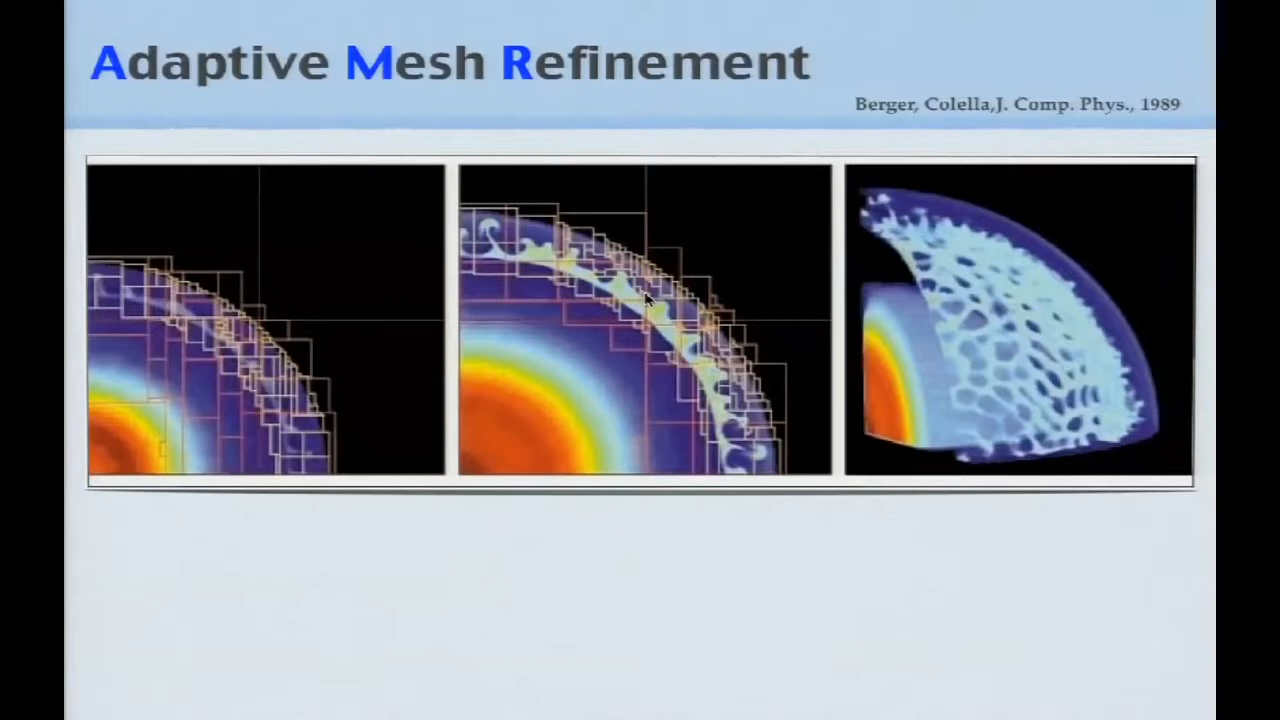 Adaptive Mesh Refinement
Berger, Colella,J. Comp. Phys., 1989